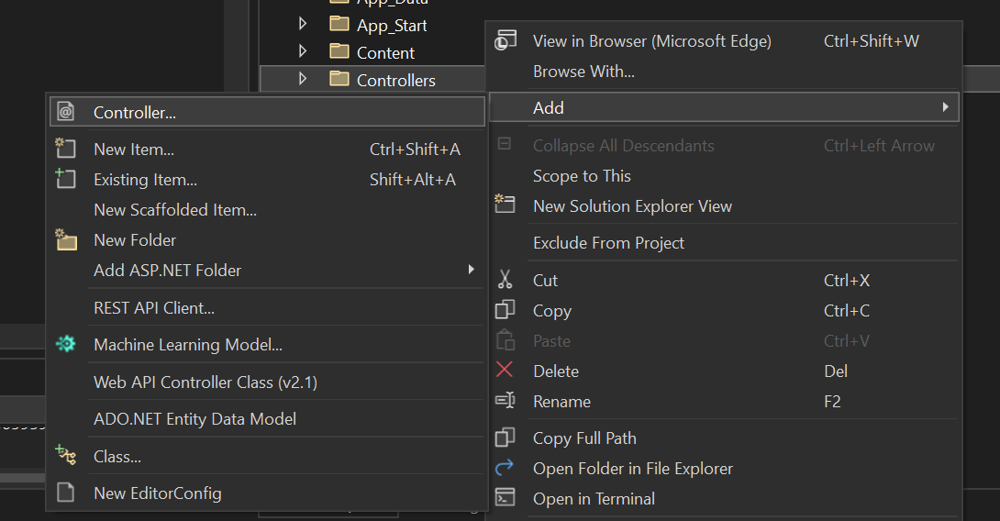 App_Data
App_Start
Content
Controllers
Controller...
New Item... Ctrl+Shift+A
Existing Item... Shift+Alt+A
New Scaffolded Item...
New Folder
Add ASP.NET Folder
REST API Client...
Machine Learning Model...
Web API Controller Class (v2.1)
ADO.NET Entity Data Model
Class...
New EditorConfig
View in Browser (Microsoft Edge) Ctrl+Shift+W
Browse With...
Add
Collapse All Descendants Ctrl+Left Arrow
Scope to This
New Solution Explorer View
Exclude From Project
Cut Ctrl+X
Copy Ctrl+C
Paste Ctrl+V
Delete Del
Rename F2
Copy Full Path
Open Folder in File Explorer
Open in Terminal